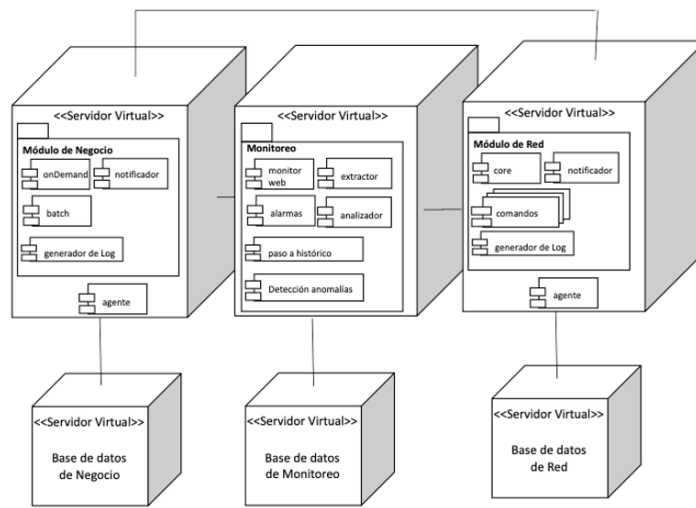 <<Servidor Virtual>>
Módulo de Negocio
onDemand
notificador
batch
generador de Log
agente
<<Servidor Virtual>>
Monitoreo
monitor
web
extractor
alarmas
analizador
paso a histórico
Detección anomalías
<<Servidor Virtual>>
Módulo de Red
core
notificador
comandos
generador de Log
agente
<<Servidor Virtual>>
Base de datos
de Negocio
<<Servidor Virtual>>
Base de datos
de Monitoreo
<<Servidor Virtual>>
Base de datos
de Red